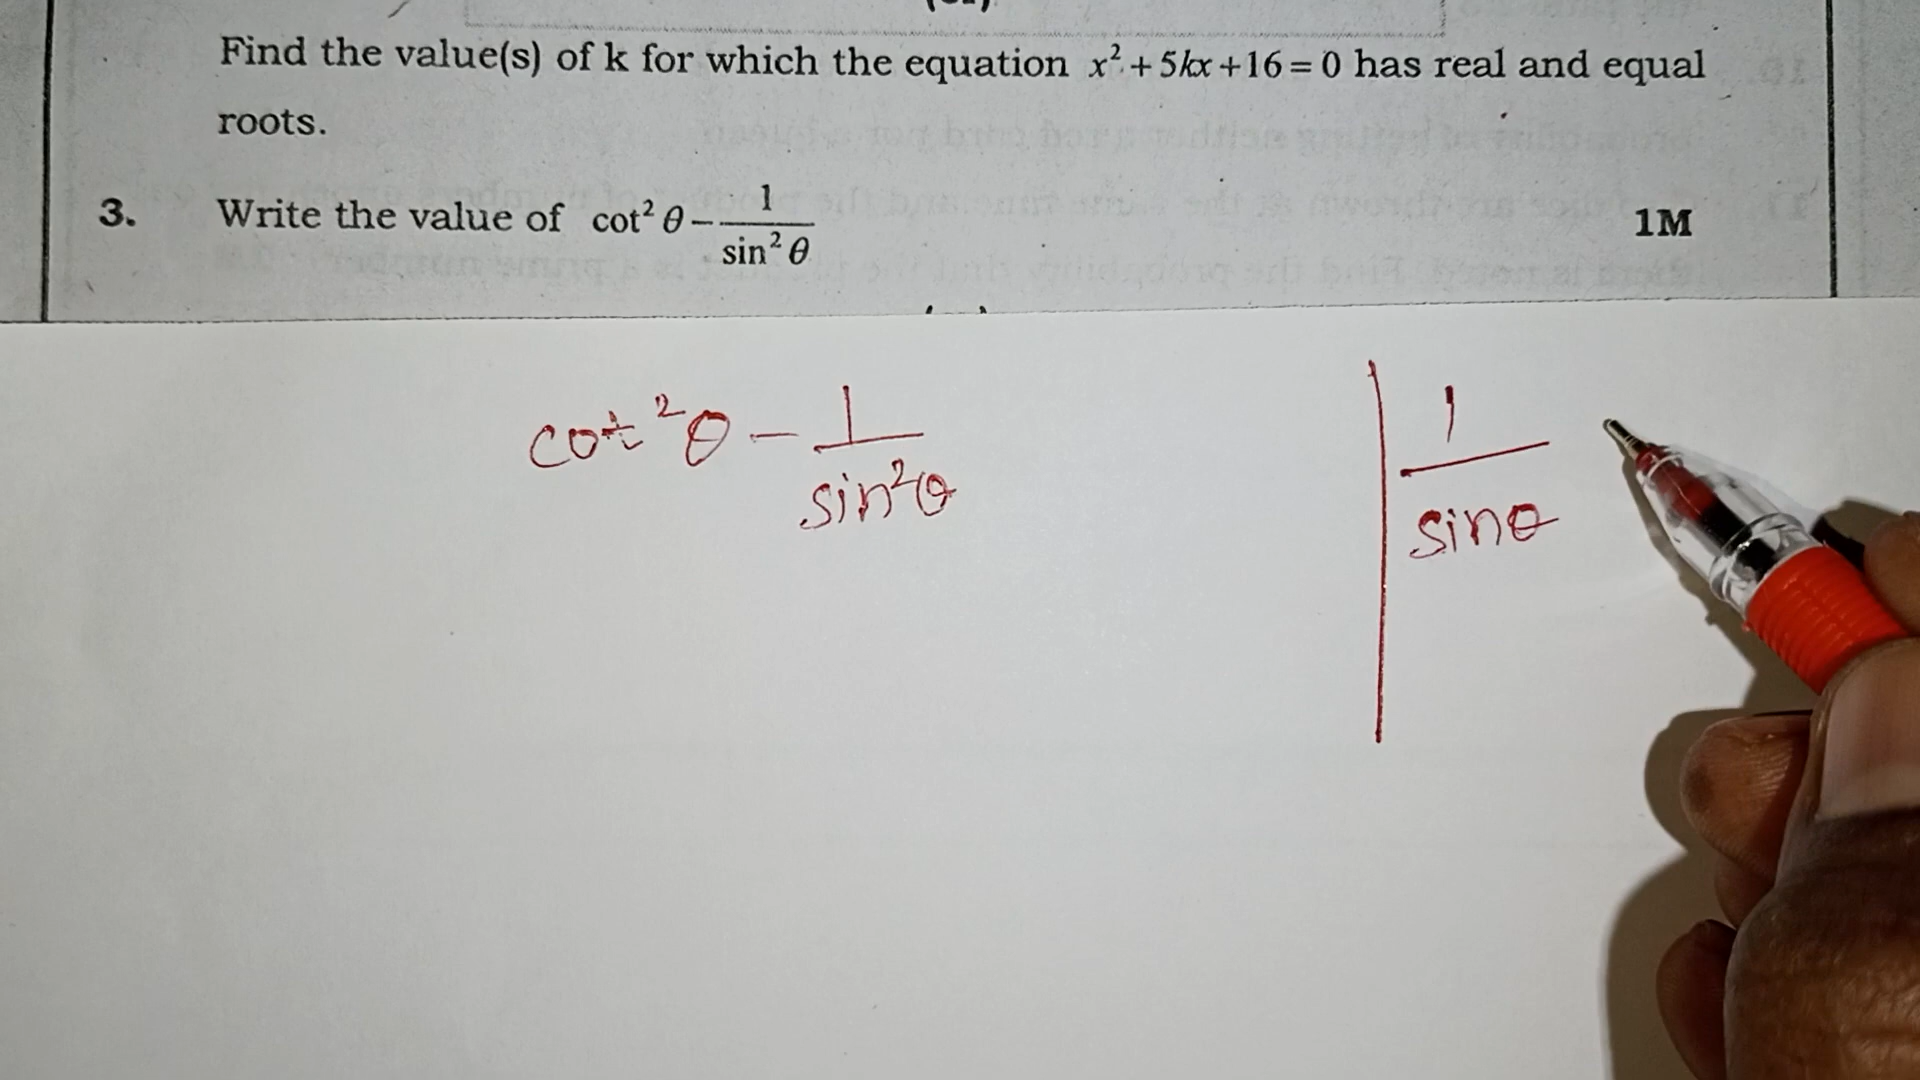 Find the value(s) of k for which the equation x² + 5kx + 16 = 0 has real and equal
roots.
3. Write the value of cot² θ − 1/sin² θ 1M
cot²θ − 1/sin²θ
1/sinθ